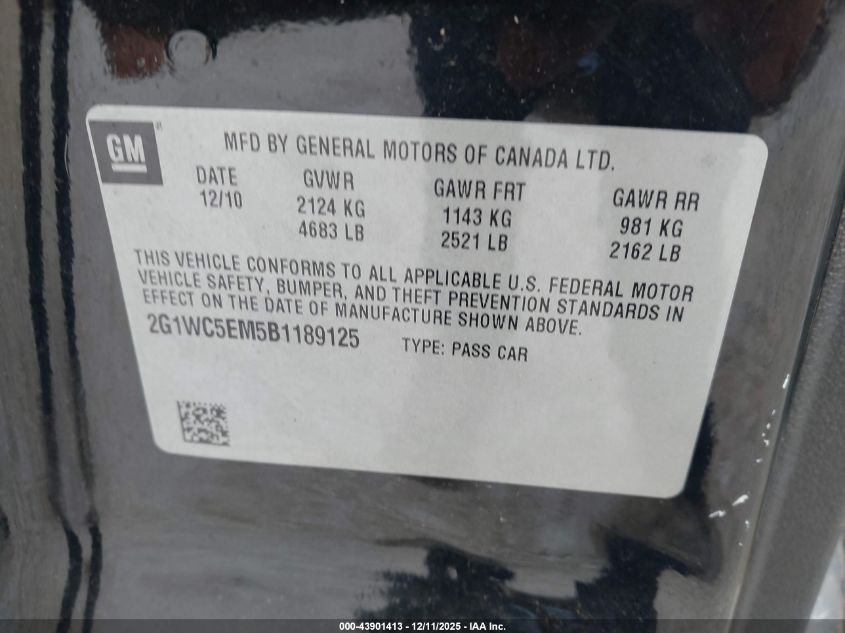 GM
MFD BY GENERAL MOTORS OF CANADA LTD.
DATE GVWR GAWR FRT GAWR RR
12/10 2124 KG 1143 KG 981 KG
4683 LB 2521 LB 2162 LB
THIS VEHICLE CONFORMS TO ALL APPLICABLE U.S. FEDERAL MOTOR
VEHICLE SAFETY, BUMPER, AND THEFT PREVENTION STANDARDS IN
EFFECT ON THE DATE OF MANUFACTURE SHOWN ABOVE.
2G1WC5EM5B1189125 TYPE: PASS CAR
000-43901413 - 12/11/2025 - IAA Inc.